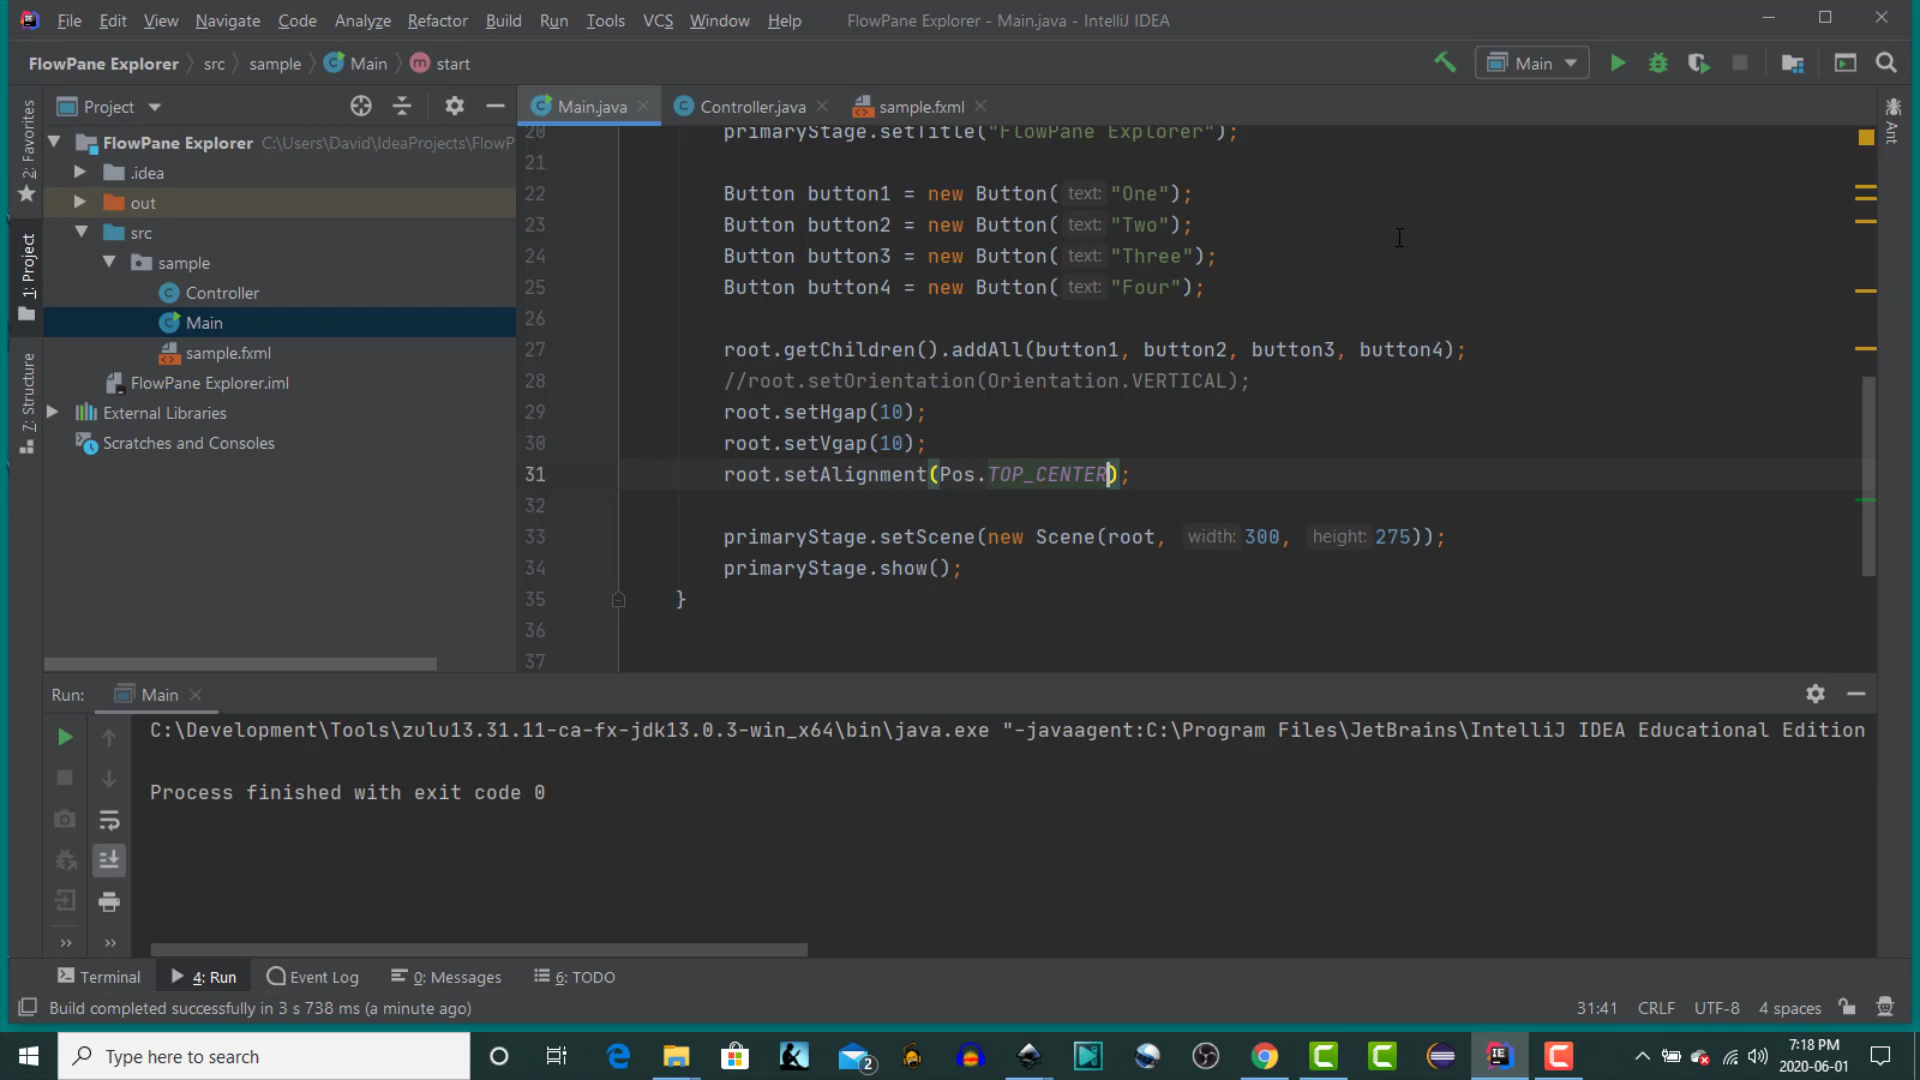 File Edit View Navigate Code Analyze Refactor Build Run Tools VCS Window Help FlowPane Explorer - Main.java - IntelliJ IDEA
FlowPane Explorer src sample Main m start Main
Project
Main.java Controller.java sample.fxml
2: Favorites
1: Project
7: Structure
Ant
FlowPane Explorer C:\Users\David\IdeaProjects\FlowP
.idea
out
src
sample
Controller
Main
sample.fxml
FlowPane Explorer.iml
External Libraries
Scratches and Consoles
20 primaryStage.setTitle("FlowPane Explorer");
21
22 Button button1 = new Button( text: "One");
23 Button button2 = new Button( text: "Two");
24 Button button3 = new Button( text: "Three");
25 Button button4 = new Button( text: "Four");
26
27 root.getChildren().addAll(button1, button2, button3, button4);
28 //root.setOrientation(Orientation.VERTICAL);
29 root.setHgap(10);
30 root.setVgap(10);
31 root.setAlignment(Pos.TOP_CENTER);
32
33 primaryStage.setScene(new Scene(root, width: 300, height: 275));
34 primaryStage.show();
35 }
36
37
Run: Main
C:\Development\Tools\zulu13.31.11-ca-fx-jdk13.0.3-win_x64\bin\java.exe "-javaagent:C:\Program Files\JetBrains\IntelliJ IDEA Educational Edition
Process finished with exit code 0
Terminal 4: Run Event Log 0: Messages 6: TODO
Build completed successfully in 3 s 738 ms (a minute ago) 31:41 CRLF UTF-8 4 spaces
Type here to search 2 IE 7:18 PM
2020-06-01